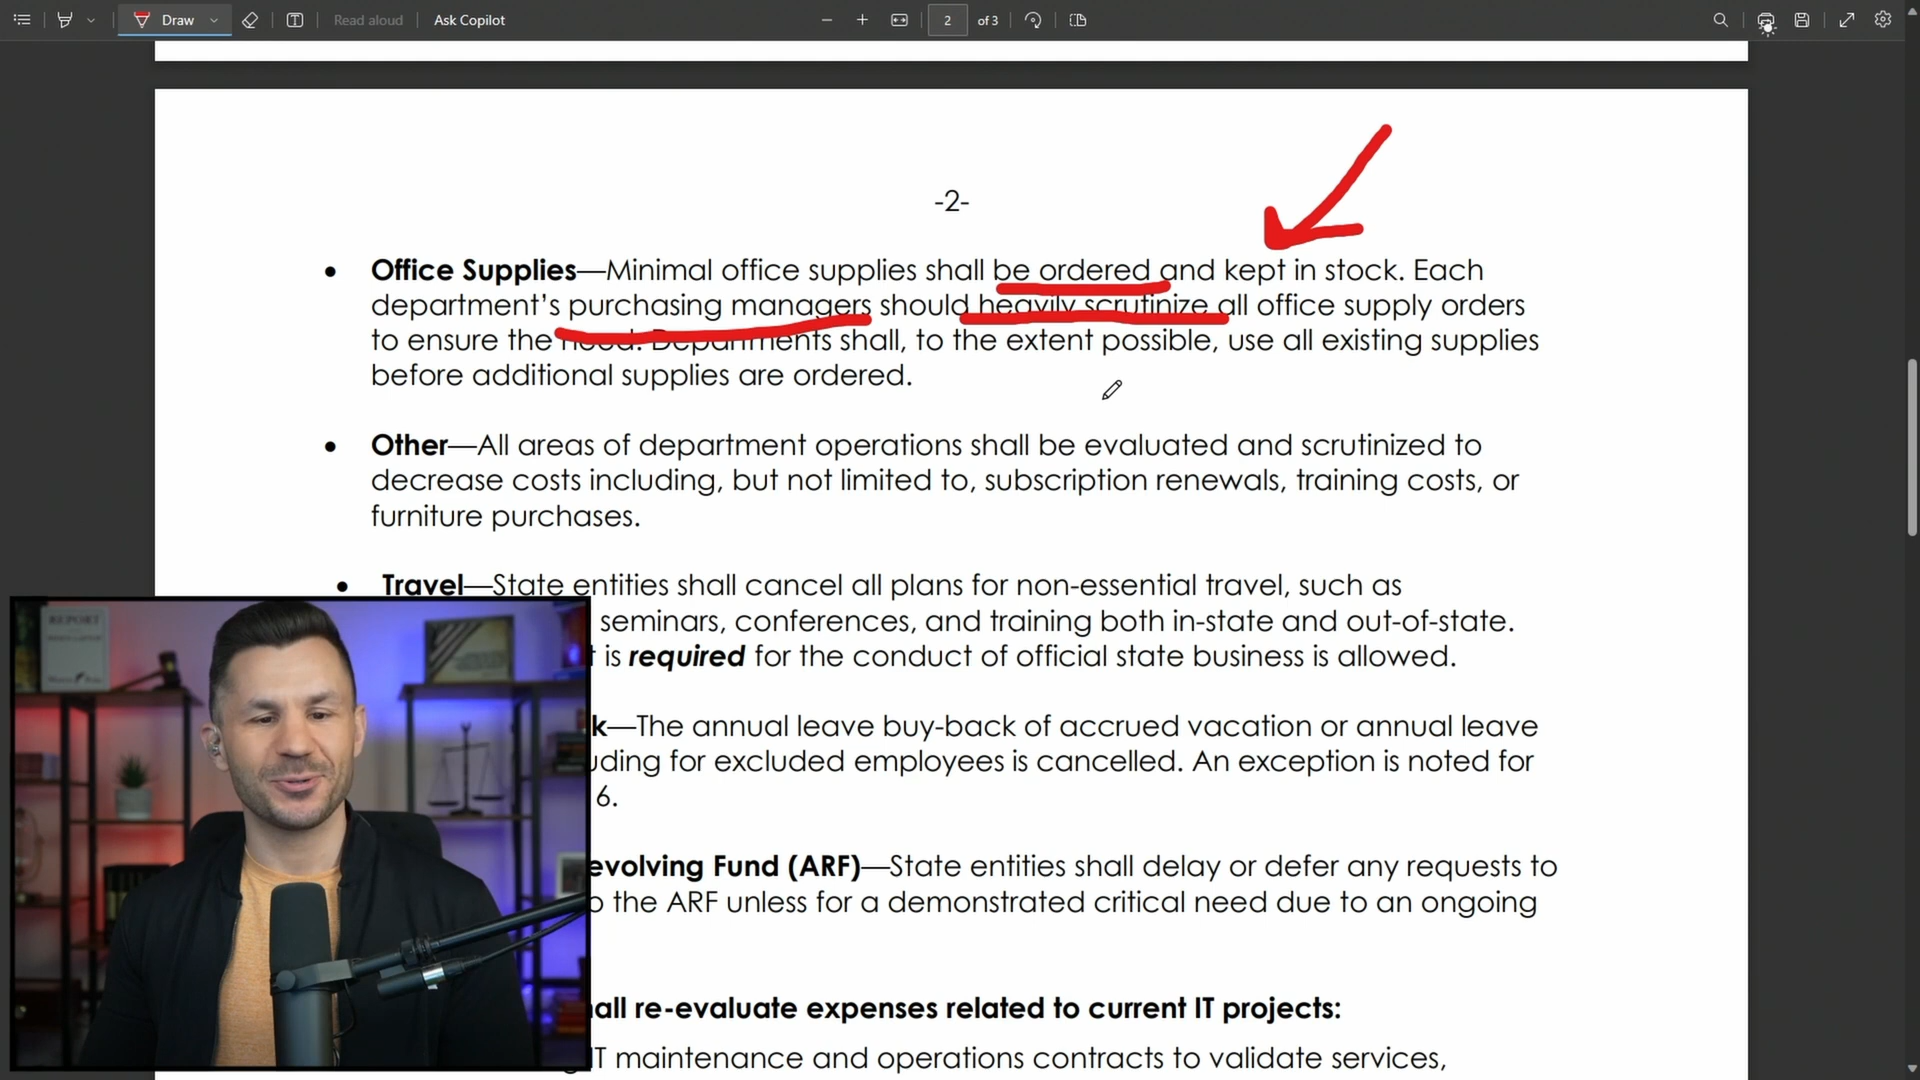 Draw
Read aloud
Ask Copilot
2
of 3
-2-
• Office Supplies—Minimal office supplies shall be ordered and kept in stock. Each
department’s purchasing managers should heavily scrutinize all office supply orders
to ensure the need. Departments shall, to the extent possible, use all existing supplies
before additional supplies are ordered.
• Other—All areas of department operations shall be evaluated and scrutinized to
decrease costs including, but not limited to, subscription renewals, training costs, or
furniture purchases.
• Travel—State entities shall cancel all plans for non-essential travel, such as
seminars, conferences, and training both in-state and out-of-state.
t is required for the conduct of official state business is allowed.
k—The annual leave buy-back of accrued vacation or annual leave
uding for excluded employees is cancelled. An exception is noted for
6.
evolving Fund (ARF)—State entities shall delay or defer any requests to
o the ARF unless for a demonstrated critical need due to an ongoing
all re-evaluate expenses related to current IT projects:
IT maintenance and operations contracts to validate services,
REPORT